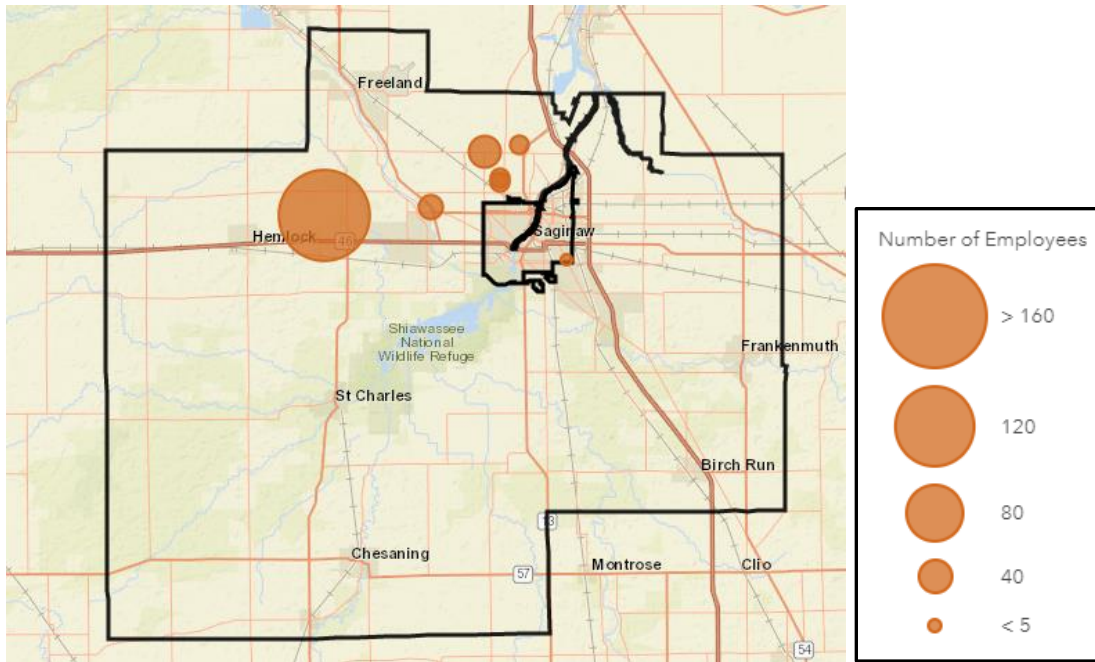 Freeland
Hemlock
46
Saginaw
Shiawassee
National
Wildlife Refuge
Frankenmuth
St Charles
Birch Run
13
Chesaning
57
Montrose
Clio
54
Number of Employees
> 160
120
80
40
< 5